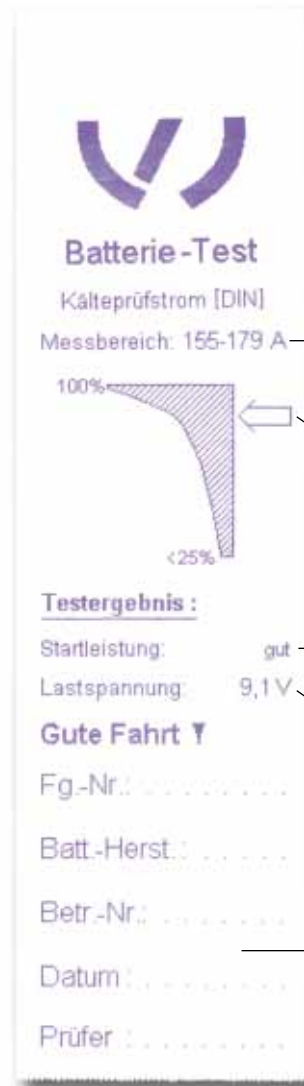 Batterie-Test
Kälteprüfstrom [DIN]
Messbereich: 155-179 A
100%
<25%
Testergebnis :
Startleistung: gut
Lastspannung: 9,1 V
Gute Fahrt !
Fg.-Nr.: . . . . . . . . .
Batt.-Herst.: . . . . . .
Betr.-Nr.: . . . . . . . .
Datum : . . . . . . . . .
Prüfer : . . . . . . . . .